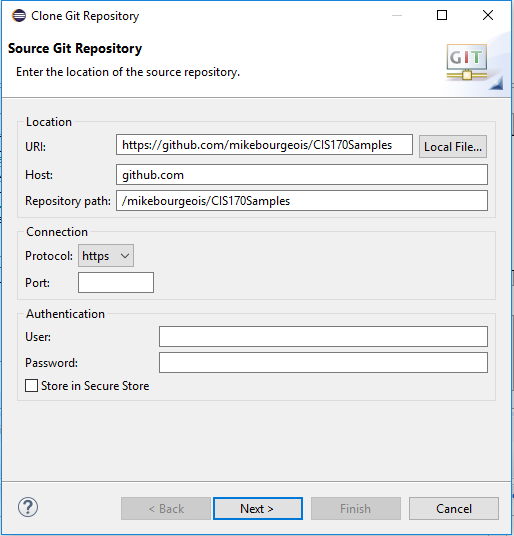 Clone Git Repository
Source Git Repository
Enter the location of the source repository.
GIT
Location
URI: https://github.com/mikebourgeois/CIS170Samples Local File...
Host: github.com
Repository path: /mikebourgeois/CIS170Samples
Connection
Protocol: https
Port:
Authentication
User:
Password:
Store in Secure Store
? < Back Next > Finish Cancel